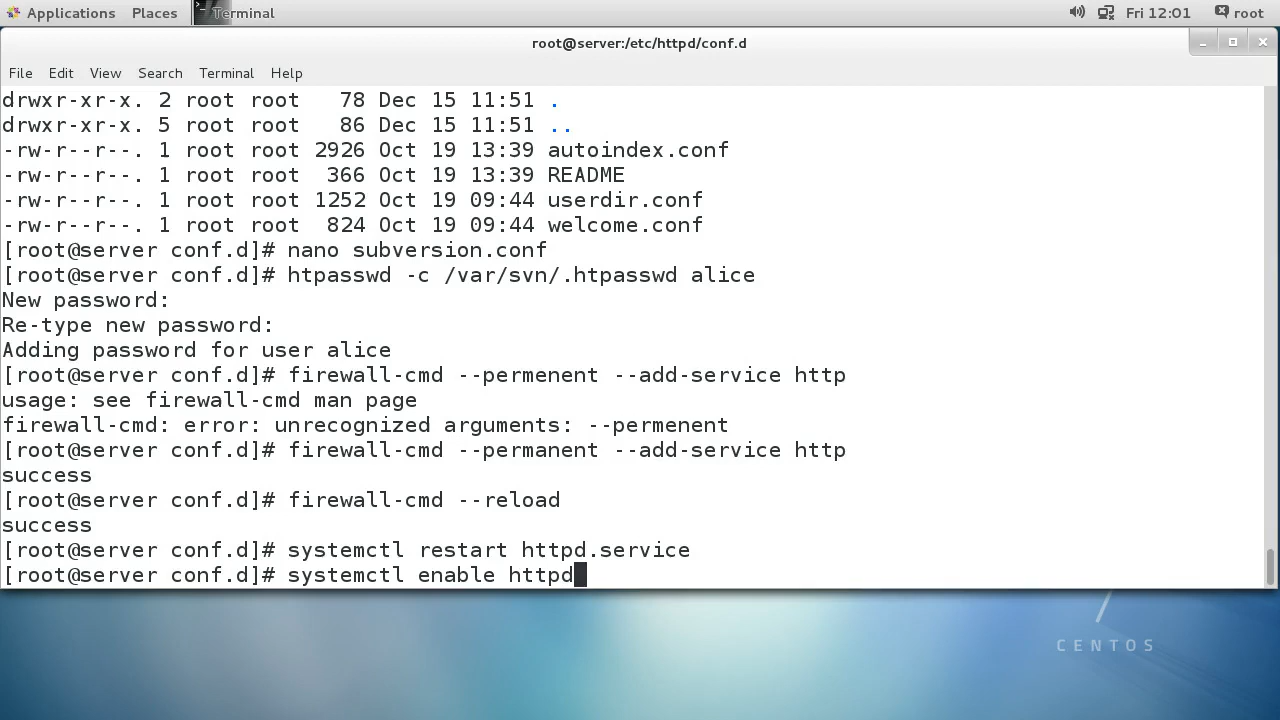 Applications Places Terminal Fri 12:01 root
root@server:/etc/httpd/conf.d
File Edit View Search Terminal Help
drwxr-xr-x. 2 root root   78 Dec 15 11:51 .
drwxr-xr-x. 5 root root   86 Dec 15 11:51 ..
-rw-r--r--. 1 root root 2926 Oct 19 13:39 autoindex.conf
-rw-r--r--. 1 root root  366 Oct 19 13:39 README
-rw-r--r--. 1 root root 1252 Oct 19 09:44 userdir.conf
-rw-r--r--. 1 root root  824 Oct 19 09:44 welcome.conf
[root@server conf.d]# nano subversion.conf
[root@server conf.d]# htpasswd -c /var/svn/.htpasswd alice
New password:
Re-type new password:
Adding password for user alice
[root@server conf.d]# firewall-cmd --permenent --add-service http
usage: see firewall-cmd man page
firewall-cmd: error: unrecognized arguments: --permenent
[root@server conf.d]# firewall-cmd --permanent --add-service http
success
[root@server conf.d]# firewall-cmd --reload
success
[root@server conf.d]# systemctl restart httpd.service
[root@server conf.d]# systemctl enable httpd
CENTOS